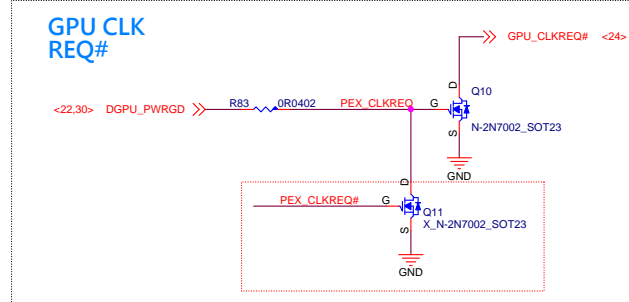 GPU CLK
REQ#
GPU_CLKREQ# <24>
D
Q10
<22,30> DGPU_PWRGD R83 0R0402 PEX_CLKREQ G
N-2N7002_SOT23
S
GND
D
PEX_CLKREQ# G
Q11
X_N-2N7002_SOT23
S
GND